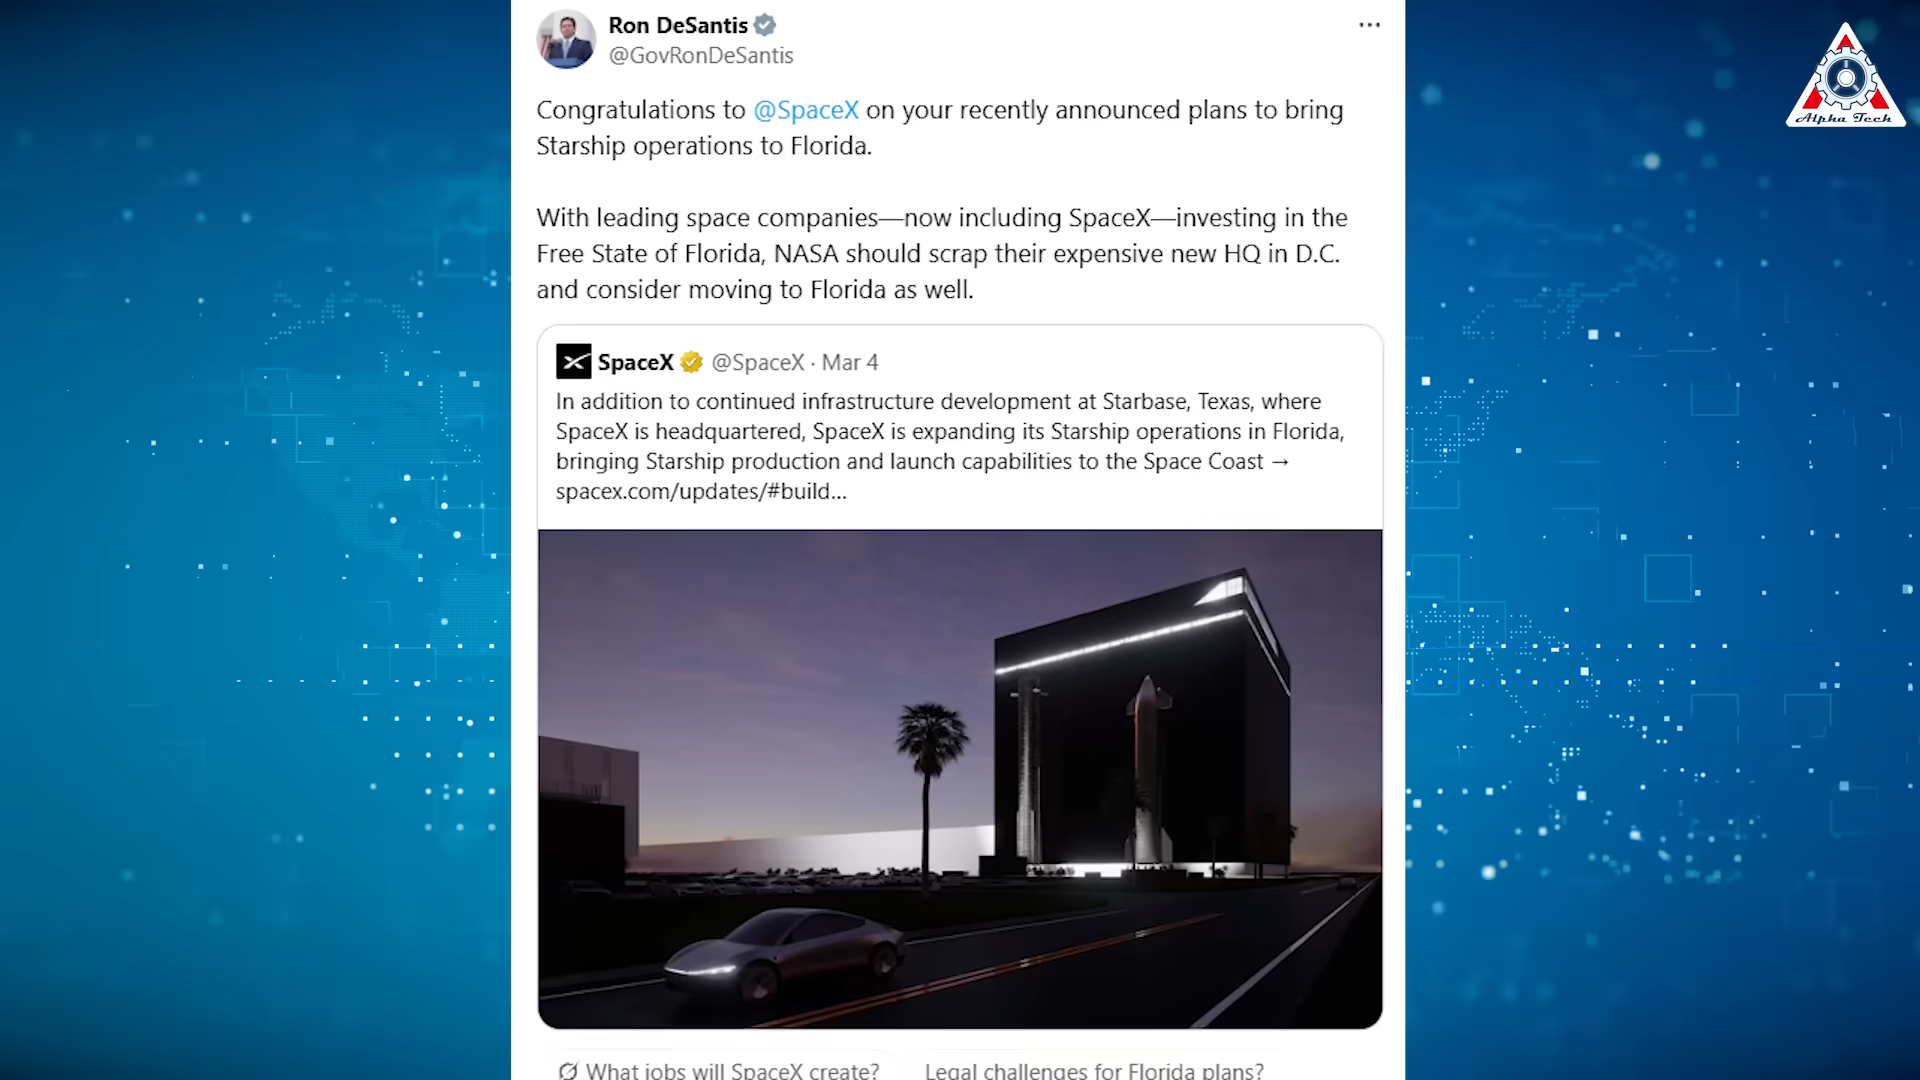 Ron DeSantis
@GovRonDeSantis
Congratulations to @SpaceX on your recently announced plans to bring
Starship operations to Florida.
With leading space companies—now including SpaceX—investing in the
Free State of Florida, NASA should scrap their expensive new HQ in D.C.
and consider moving to Florida as well.
SpaceX @SpaceX · Mar 4
In addition to continued infrastructure development at Starbase, Texas, where
SpaceX is headquartered, SpaceX is expanding its Starship operations in Florida,
bringing Starship production and launch capabilities to the Space Coast →
spacex.com/updates/#build...
What jobs will SpaceX create? Legal challenges for Florida plans?
Alpha Tech